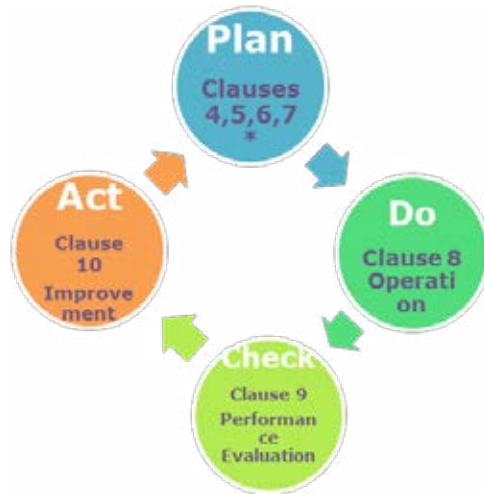 Plan
Clauses
4,5,6,7
*
Do
Clause 8
Operati
on
Check
Clause 9
Performan
ce
Evaluation
Act
Clause
10
Improve
ment